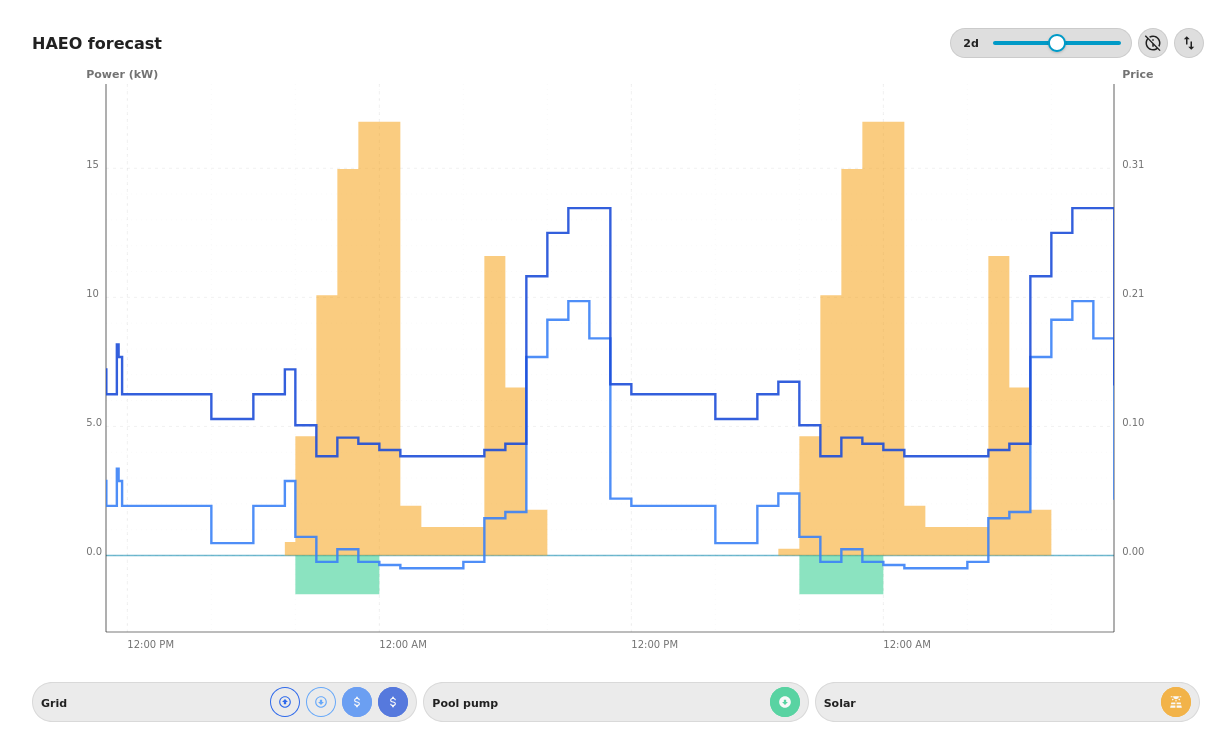 HAEO forecast
2d
Power (kW)
Price
15
0.31
10
0.21
5.0
0.10
0.0
0.00
12:00 PM
12:00 AM
12:00 PM
12:00 AM
Grid
$
$
Pool pump
Solar